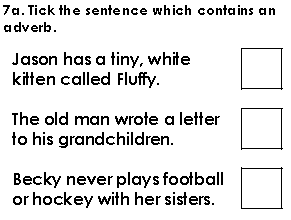 7a. Tick the sentence which contains an
adverb.
Jason has a tiny, white
kitten called Fluffy.
The old man wrote a letter
to his grandchildren.
Becky never plays football
or hockey with her sisters.